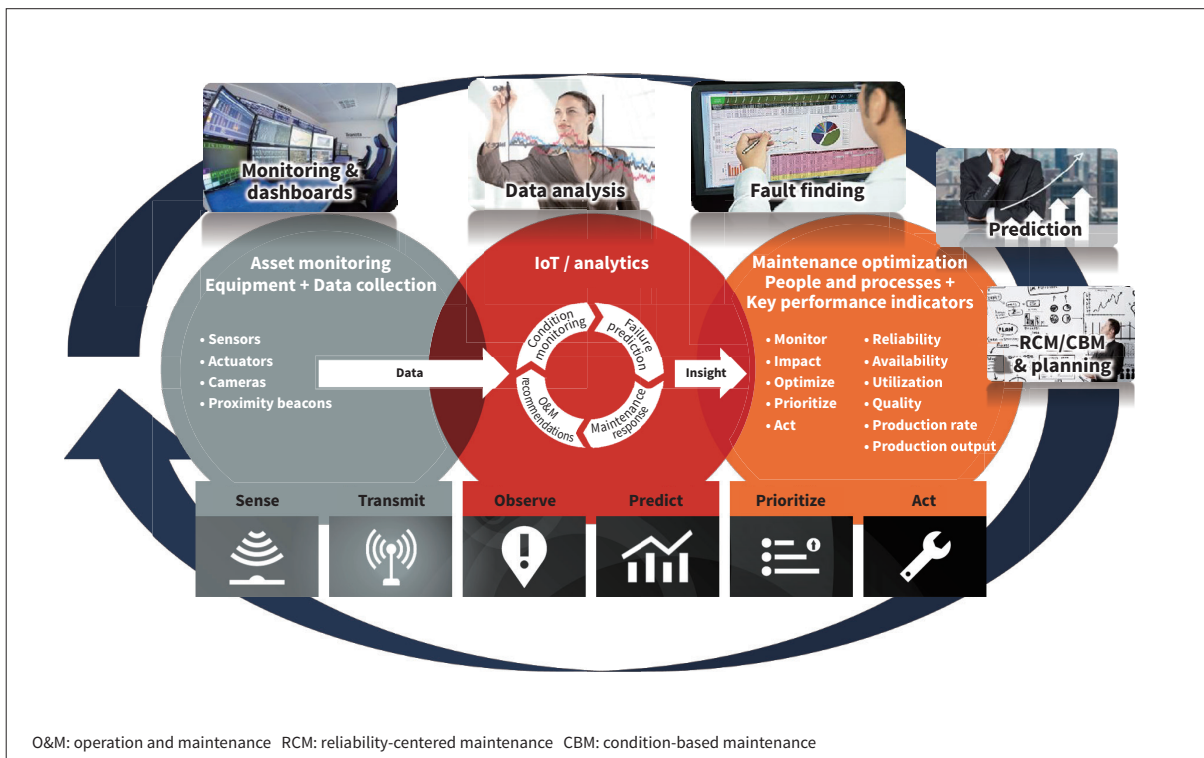 Monitoring &
dashboards
Data analysis
Fault finding
Prediction
RCM/CBM
& planning
Asset monitoring
Equipment + Data collection
• Sensors
• Actuators
• Cameras
• Proximity beacons
Data
IoT / analytics
Condition
monitoring
Failure
prediction
Maintenance
response
O&M
recommendations
Insight
Maintenance optimization
People and processes +
Key performance indicators
• Monitor
• Impact
• Optimize
• Prioritize
• Act
• Reliability
• Availability
• Utilization
• Quality
• Production rate
• Production output
Sense
Transmit
Observe
Predict
Prioritize
Act
O&M: operation and maintenance RCM: reliability-centered maintenance CBM: condition-based maintenance